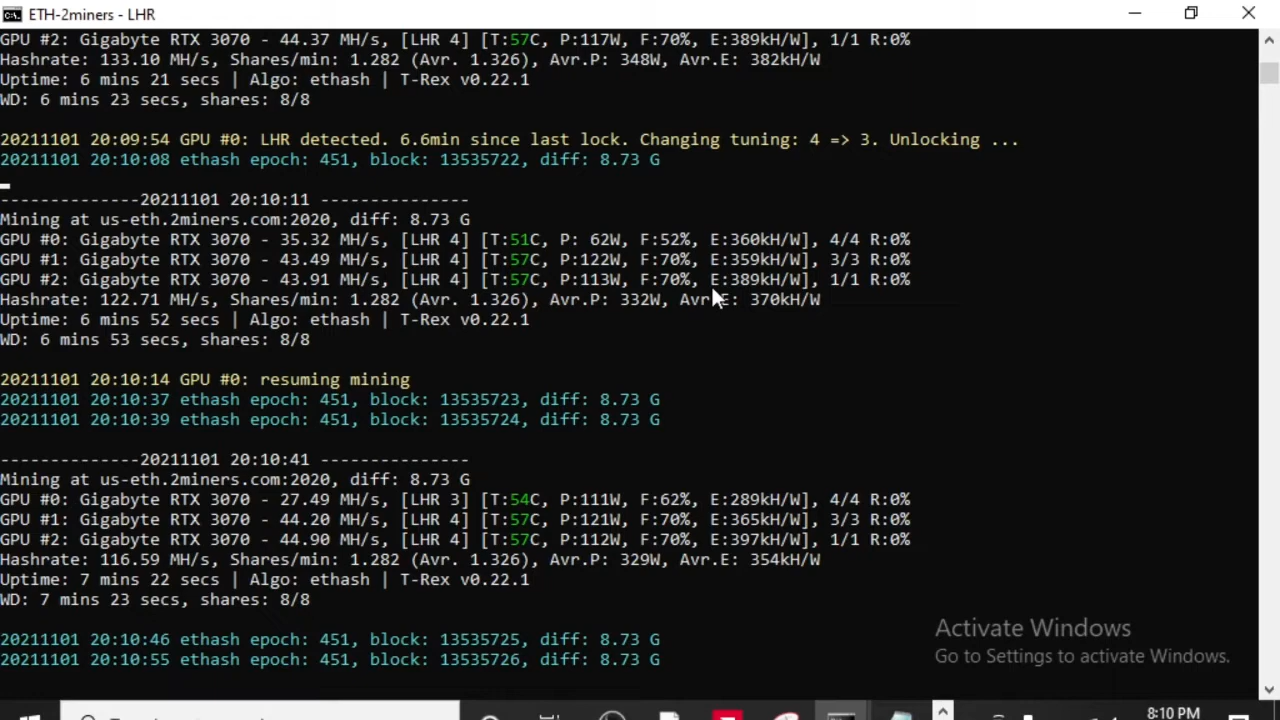 ETH-2miners - LHR
GPU #2: Gigabyte RTX 3070 - 44.37 MH/s, [LHR 4] [T:57C, P:117W, F:70%, E:389kH/W], 1/1 R:0%
Hashrate: 133.10 MH/s, Shares/min: 1.282 (Avr. 1.326), Avr.P: 348W, Avr.E: 382kH/W
Uptime: 6 mins 21 secs | Algo: ethash | T-Rex v0.22.1
WD: 6 mins 23 secs, shares: 8/8
20211101 20:09:54 GPU #0: LHR detected. 6.6min since last lock. Changing tuning: 4 => 3. Unlocking ...
20211101 20:10:08 ethash epoch: 451, block: 13535722, diff: 8.73 G
--------------20211101 20:10:11 ---------------
Mining at us-eth.2miners.com:2020, diff: 8.73 G
GPU #0: Gigabyte RTX 3070 - 35.32 MH/s, [LHR 4] [T:51C, P: 62W, F:52%, E:360kH/W], 4/4 R:0%
GPU #1: Gigabyte RTX 3070 - 43.49 MH/s, [LHR 4] [T:57C, P:122W, F:70%, E:359kH/W], 3/3 R:0%
GPU #2: Gigabyte RTX 3070 - 43.91 MH/s, [LHR 4] [T:57C, P:113W, F:70%, E:389kH/W], 1/1 R:0%
Hashrate: 122.71 MH/s, Shares/min: 1.282 (Avr. 1.326), Avr.P: 332W, Avr.E: 370kH/W
Uptime: 6 mins 52 secs | Algo: ethash | T-Rex v0.22.1
WD: 6 mins 53 secs, shares: 8/8
20211101 20:10:14 GPU #0: resuming mining
20211101 20:10:37 ethash epoch: 451, block: 13535723, diff: 8.73 G
20211101 20:10:39 ethash epoch: 451, block: 13535724, diff: 8.73 G
--------------20211101 20:10:41 ---------------
Mining at us-eth.2miners.com:2020, diff: 8.73 G
GPU #0: Gigabyte RTX 3070 - 27.49 MH/s, [LHR 3] [T:54C, P:111W, F:62%, E:289kH/W], 4/4 R:0%
GPU #1: Gigabyte RTX 3070 - 44.20 MH/s, [LHR 4] [T:57C, P:121W, F:70%, E:365kH/W], 3/3 R:0%
GPU #2: Gigabyte RTX 3070 - 44.90 MH/s, [LHR 4] [T:57C, P:112W, F:70%, E:397kH/W], 1/1 R:0%
Hashrate: 116.59 MH/s, Shares/min: 1.282 (Avr. 1.326), Avr.P: 329W, Avr.E: 354kH/W
Uptime: 7 mins 22 secs | Algo: ethash | T-Rex v0.22.1
WD: 7 mins 23 secs, shares: 8/8
20211101 20:10:46 ethash epoch: 451, block: 13535725, diff: 8.73 G
20211101 20:10:55 ethash epoch: 451, block: 13535726, diff: 8.73 G
Activate Windows
Go to Settings to activate Windows.
8:10 PM